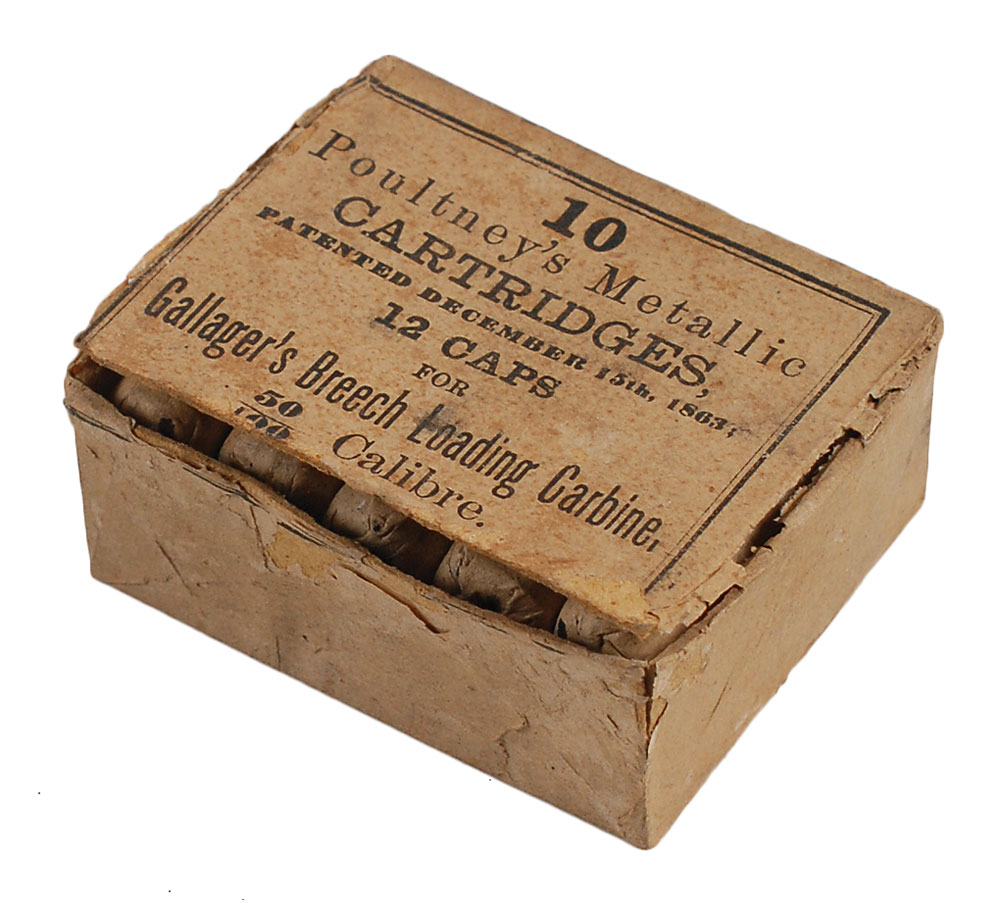 10
Poultney's Metallic
CARTRIDGES,
PATENTED DECEMBER 15th, 1863;
12 CAPS
FOR
Gallager's Breech Loading Carbine,
50
100 Calibre.